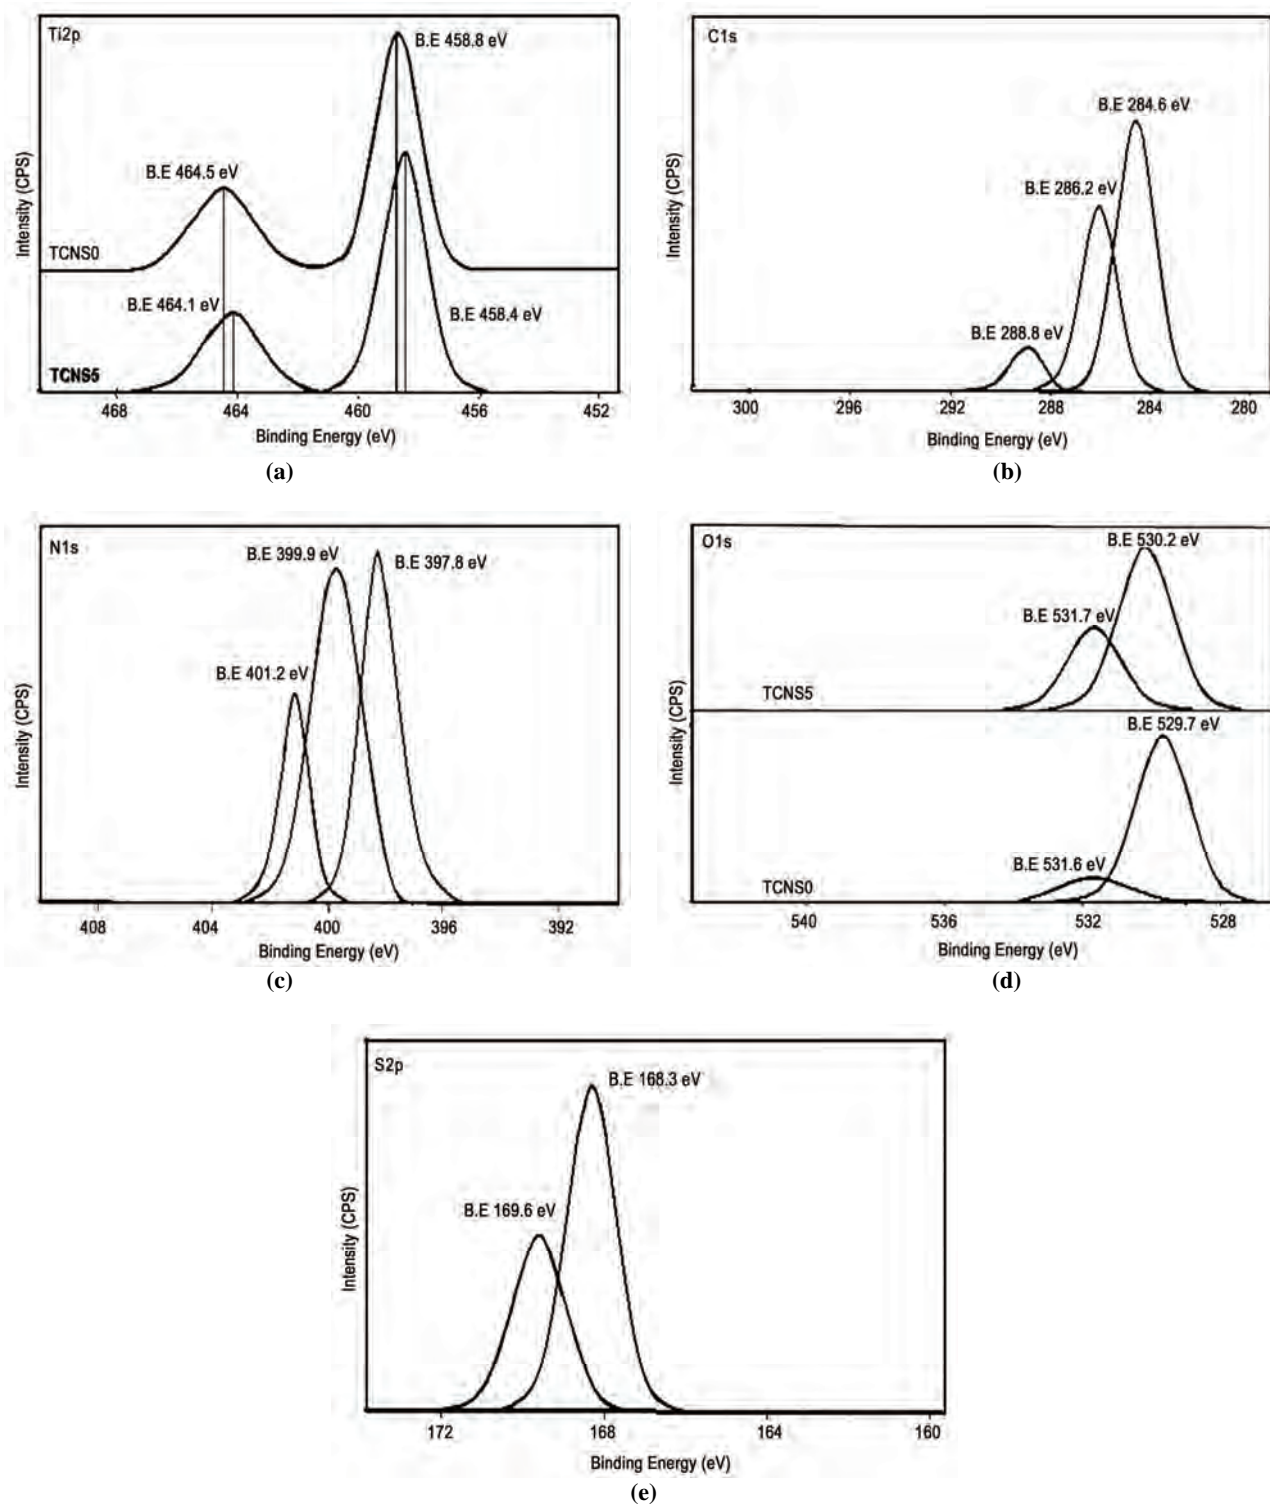 Ti2p
B.E 458.8 eV
B.E 464.5 eV
TCNS0
B.E 464.1 eV
B.E 458.4 eV
TCNS5
Intensity (CPS)
468 464 460 456 452
Binding Energy (eV)
(a)
C1s
B.E 284.6 eV
B.E 286.2 eV
B.E 288.8 eV
Intensity (CPS)
300 296 292 288 284 280
Binding Energy (eV)
(b)
N1s
B.E 399.9 eV
B.E 397.8 eV
B.E 401.2 eV
Intensity (CPS)
408 404 400 396 392
Binding Energy (eV)
(c)
O1s
B.E 530.2 eV
B.E 531.7 eV
TCNS5
B.E 529.7 eV
B.E 531.6 eV
TCNS0
Intensity (CPS)
540 536 532 528
Binding Energy (eV)
(d)
S2p
B.E 168.3 eV
B.E 169.6 eV
Intensity (CPS)
172 168 164 160
Binding Energy (eV)
(e)